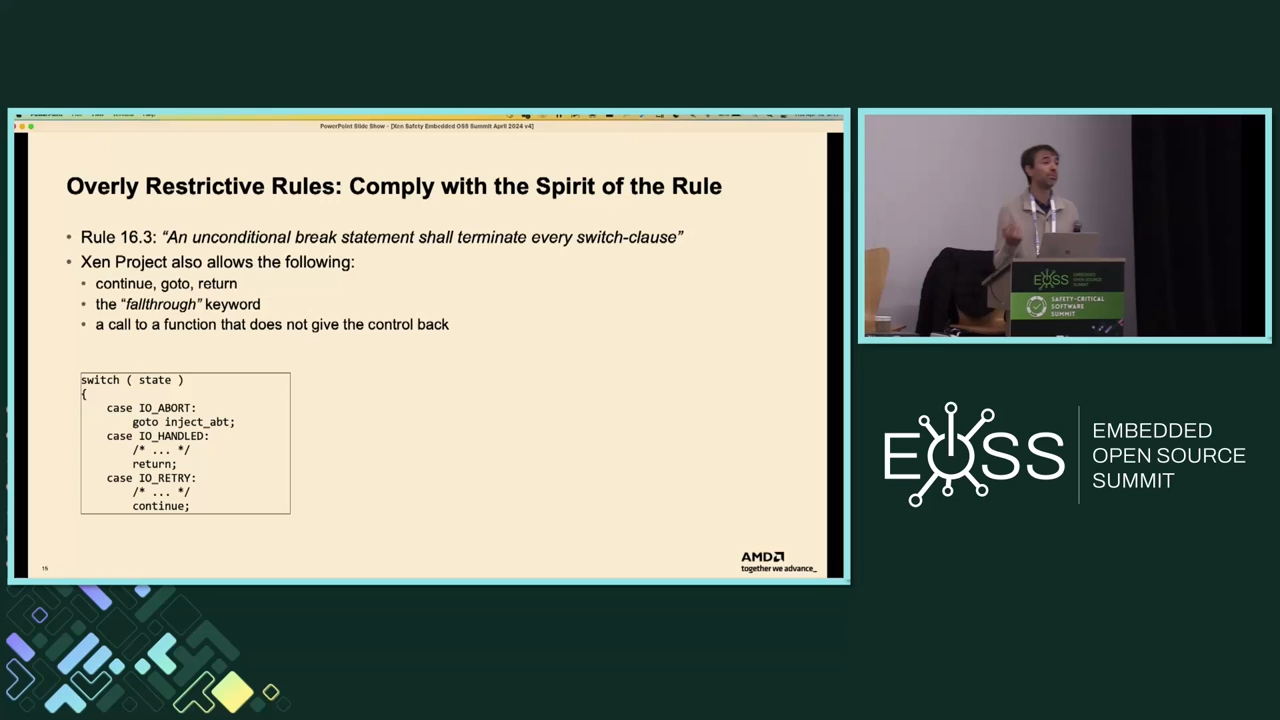 PowerPoint Slide Show - [Xen Safety Embedded OSS Summit April 2024 v4]
Overly Restrictive Rules: Comply with the Spirit of the Rule
• Rule 16.3: “An unconditional break statement shall terminate every switch-clause”
• Xen Project also allows the following:
• continue, goto, return
• the “fallthrough” keyword
• a call to a function that does not give the control back
switch ( state )
{
case IO_ABORT:
goto inject_abt;
case IO_HANDLED:
/* ... */
return;
case IO_RETRY:
/* ... */
continue;
15
AMD
together we advance_
EOSS
EMBEDDED
OPEN SOURCE
SUMMIT
SAFETY-CRITICAL
SOFTWARE
SUMMIT
EOSS
EMBEDDED
OPEN SOURCE
SUMMIT